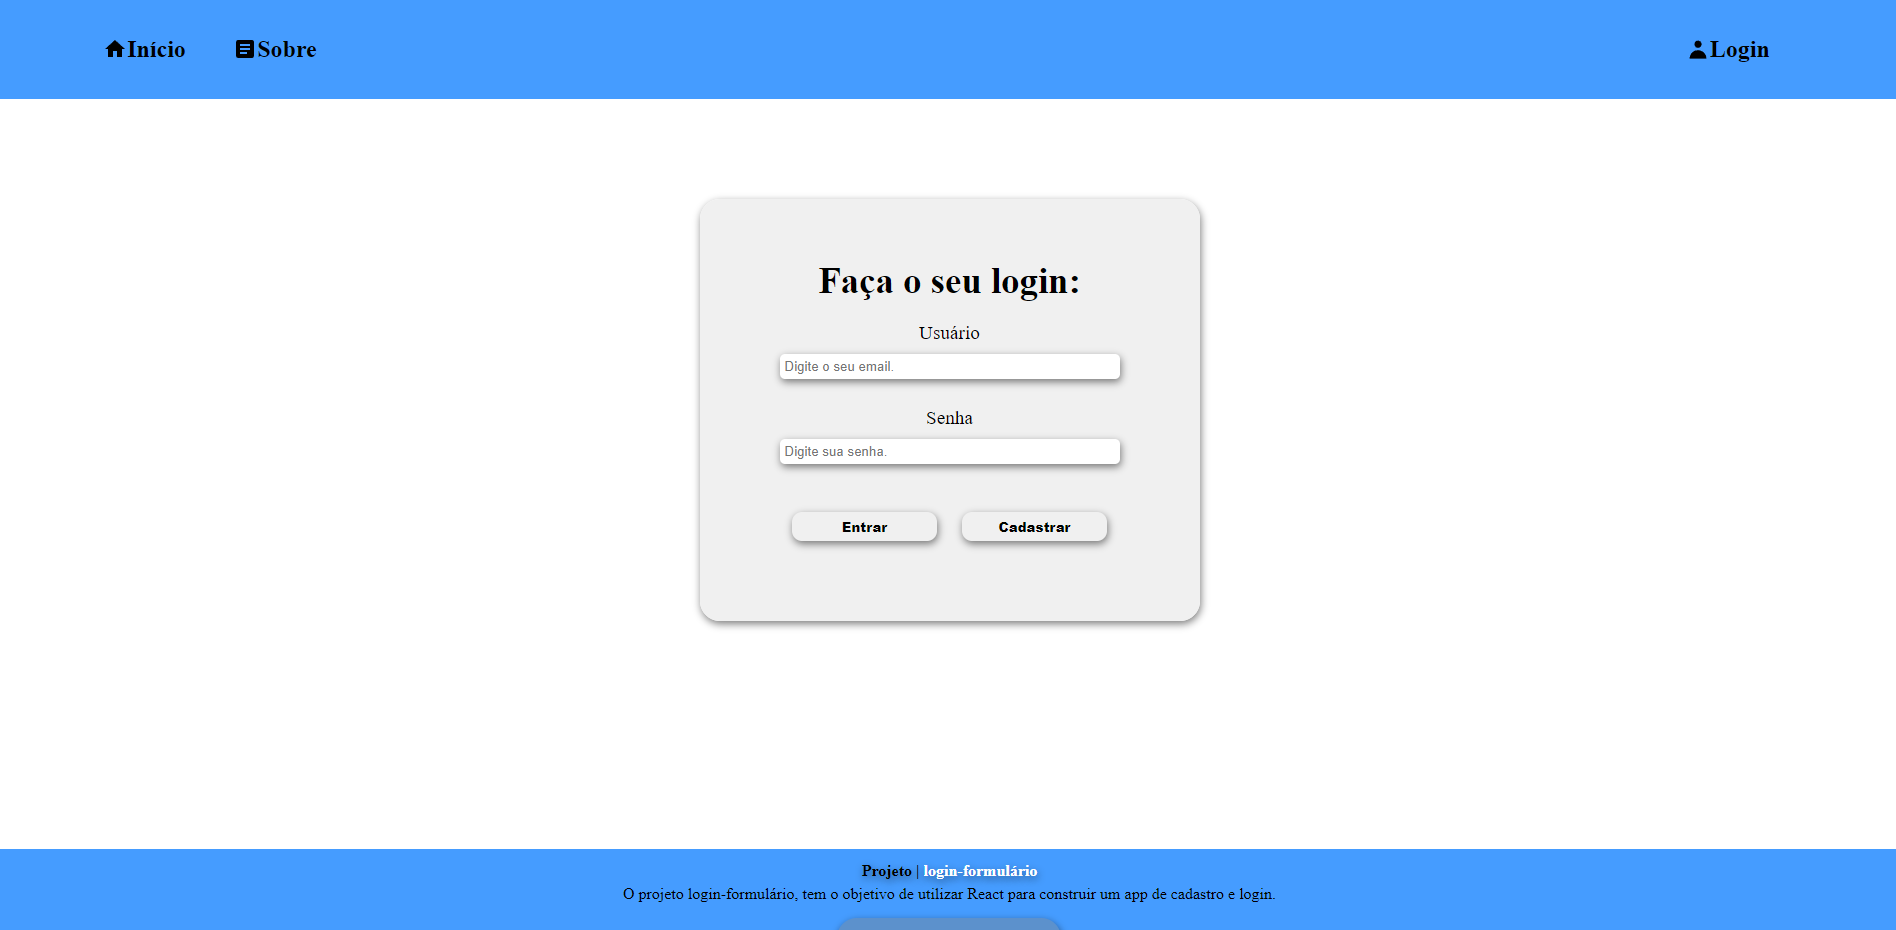 Início Sobre Login
Faça o seu login:
Usuário
Digite o seu email.
Senha
Digite sua senha.
Entrar Cadastrar
Projeto | login-formulário
O projeto login-formulário, tem o objetivo de utilizar React para construir um app de cadastro e login.